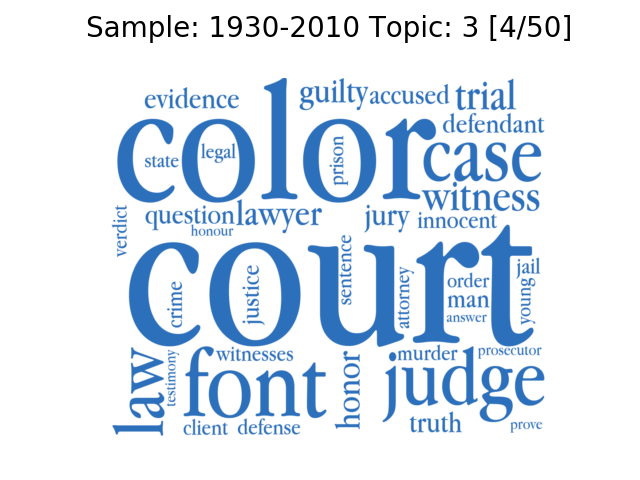 Sample: 1930-2010 Topic: 3 [4/50]
evidence guilty accused trial
color defendant
state legal prison case
witness
verdict question lawyer jury innocent
honour
court
crime justice sentence attorney order jail
man young
answer
law testimony witnesses honor murder prosecutor
font judge
client defense truth prove